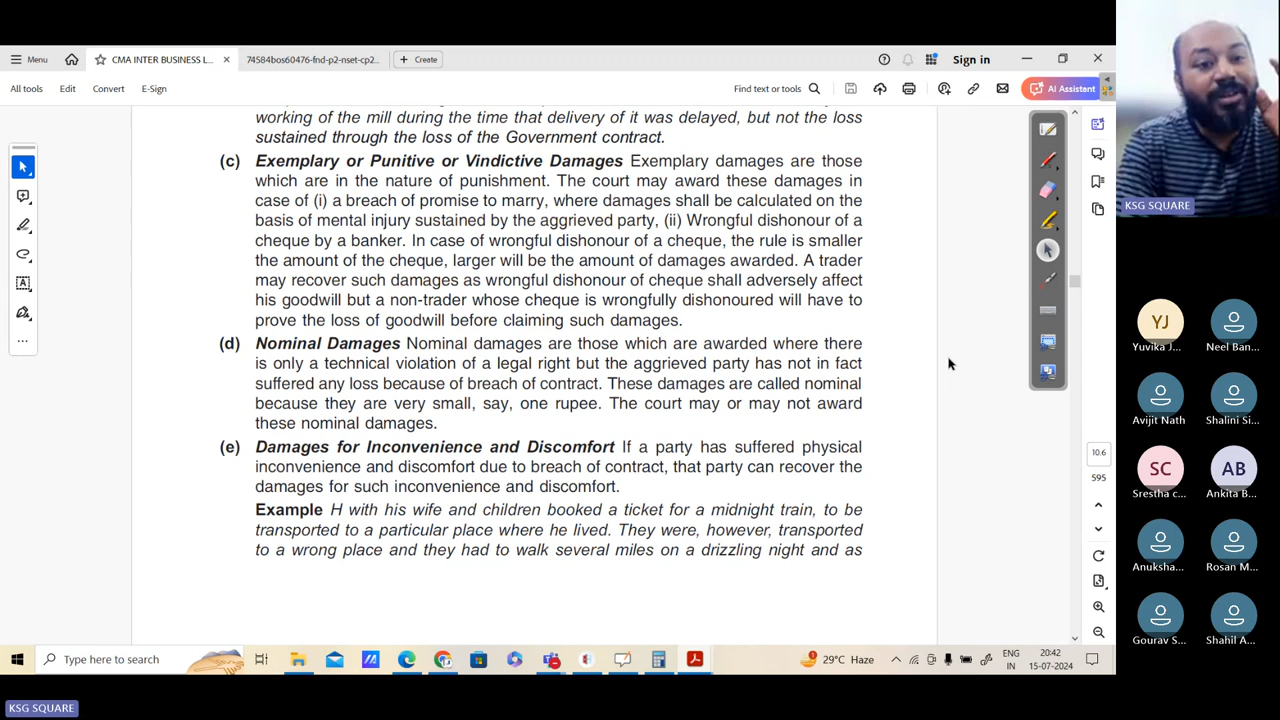 Menu
CMA INTER BUSINESS L...
74584bos60476-fnd-p2-nset-cp2...
Create
Sign in
All tools
Edit
Convert
E-Sign
Find text or tools
AI Assistant
working of the mill during the time that delivery of it was delayed, but not the loss
sustained through the loss of the Government contract.
(c) Exemplary or Punitive or Vindictive Damages Exemplary damages are those
which are in the nature of punishment. The court may award these damages in
case of (i) a breach of promise to marry, where damages shall be calculated on the
basis of mental injury sustained by the aggrieved party, (ii) Wrongful dishonour of a
cheque by a banker. In case of wrongful dishonour of a cheque, the rule is smaller
the amount of the cheque, larger will be the amount of damages awarded. A trader
may recover such damages as wrongful dishonour of cheque shall adversely affect
his goodwill but a non-trader whose cheque is wrongfully dishonoured will have to
prove the loss of goodwill before claiming such damages.
(d) Nominal Damages Nominal damages are those which are awarded where there
is only a technical violation of a legal right but the aggrieved party has not in fact
suffered any loss because of breach of contract. These damages are called nominal
because they are very small, say, one rupee. The court may or may not award
these nominal damages.
(e) Damages for Inconvenience and Discomfort If a party has suffered physical
inconvenience and discomfort due to breach of contract, that party can recover the
damages for such inconvenience and discomfort.
Example H with his wife and children booked a ticket for a midnight train, to be
transported to a particular place where he lived. They were, however, transported
to a wrong place and they had to walk several miles on a drizzling night and as
10.6
595
KSG SQUARE
YJ
Yuvika J...
Neel Ban...
Avijit Nath
Shalini Si...
SC
Srestha c...
AB
Ankita B...
Anuksha...
Rosan M...
Gourav S...
Shahil A...
Type here to search
29°C Haze
ENG
IN
20:42
15-07-2024
KSG SQUARE